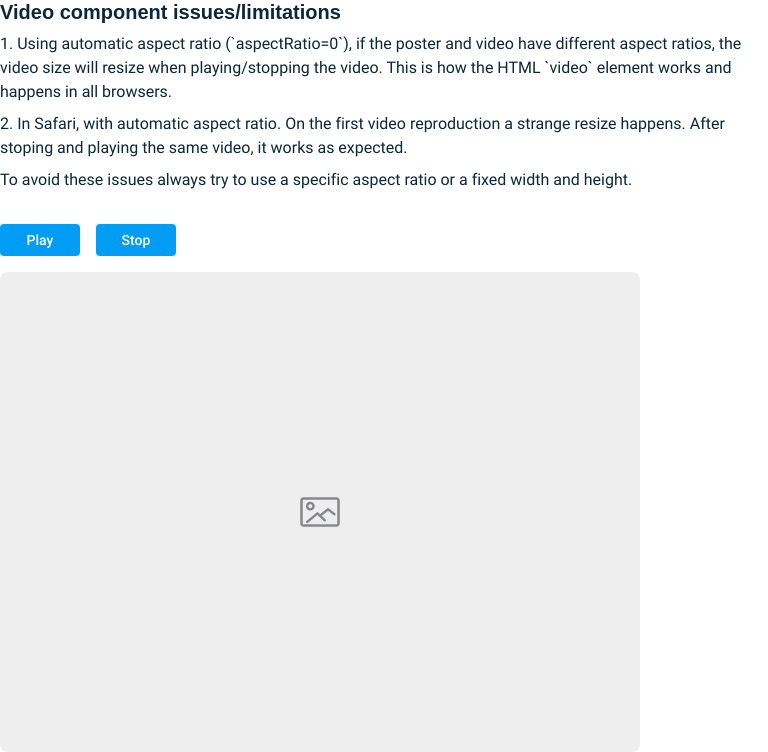 Video component issues/limitations
1. Using automatic aspect ratio (`aspectRatio=0`), if the poster and video have different aspect ratios, the
video size will resize when playing/stopping the video. This is how the HTML `video` element works and
happens in all browsers.
2. In Safari, with automatic aspect ratio. On the first video reproduction a strange resize happens. After
stoping and playing the same video, it works as expected.
To avoid these issues always try to use a specific aspect ratio or a fixed width and height.
Play
Stop